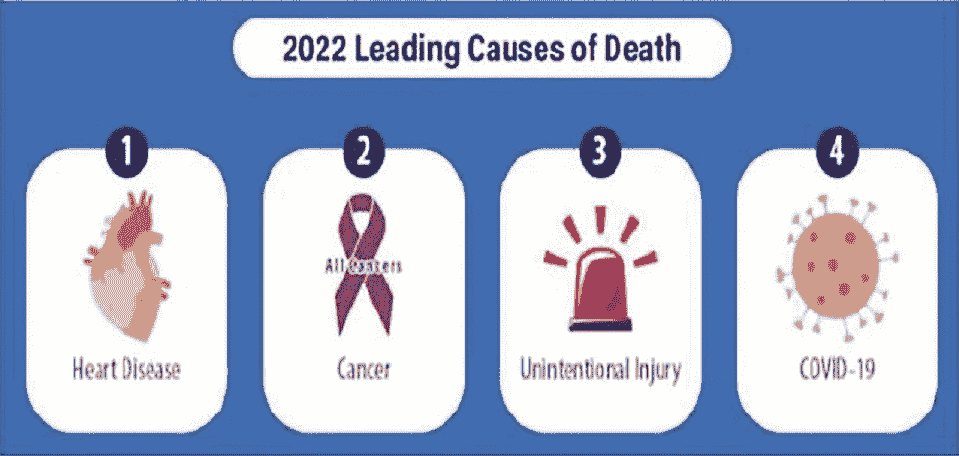 2022 Leading Causes of Death
1
2
3
4
All Cancers
Heart Disease
Cancer
Unintentional Injury
COVID-19